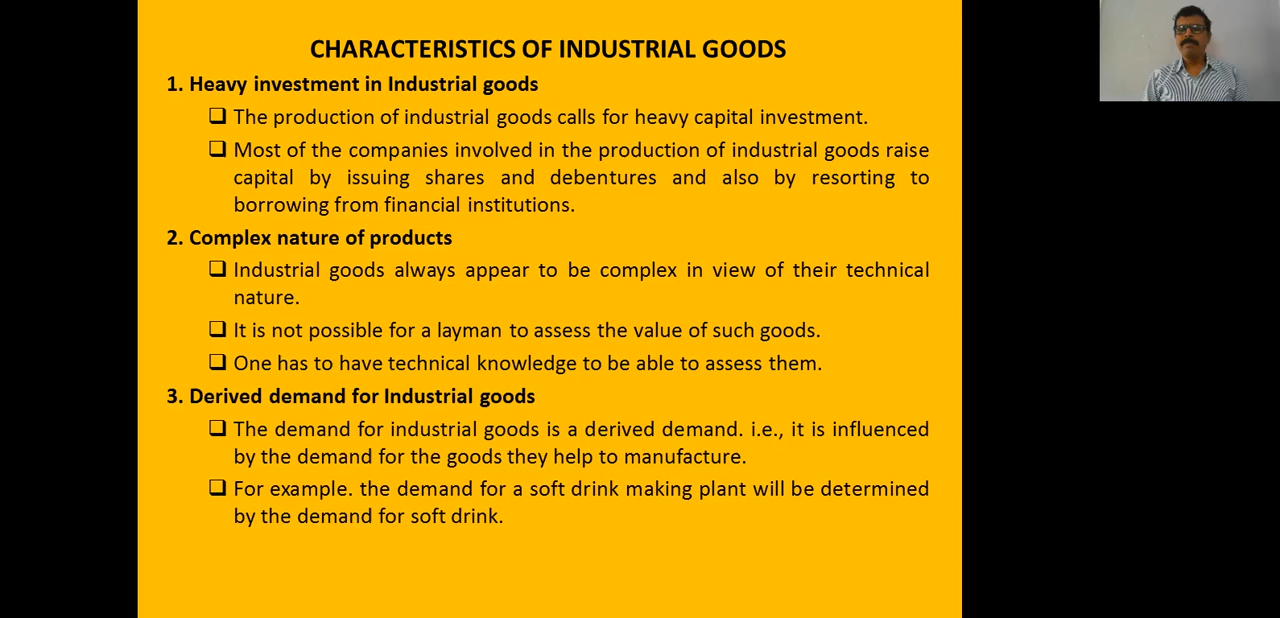 CHARACTERISTICS OF INDUSTRIAL GOODS
1. Heavy investment in Industrial goods
❑ The production of industrial goods calls for heavy capital investment.
❑ Most of the companies involved in the production of industrial goods raise
capital by issuing shares and debentures and also by resorting to
borrowing from financial institutions.
2. Complex nature of products
❑ Industrial goods always appear to be complex in view of their technical
nature.
❑ It is not possible for a layman to assess the value of such goods.
❑ One has to have technical knowledge to be able to assess them.
3. Derived demand for Industrial goods
❑ The demand for industrial goods is a derived demand. i.e., it is influenced
by the demand for the goods they help to manufacture.
❑ For example. the demand for a soft drink making plant will be determined
by the demand for soft drink.